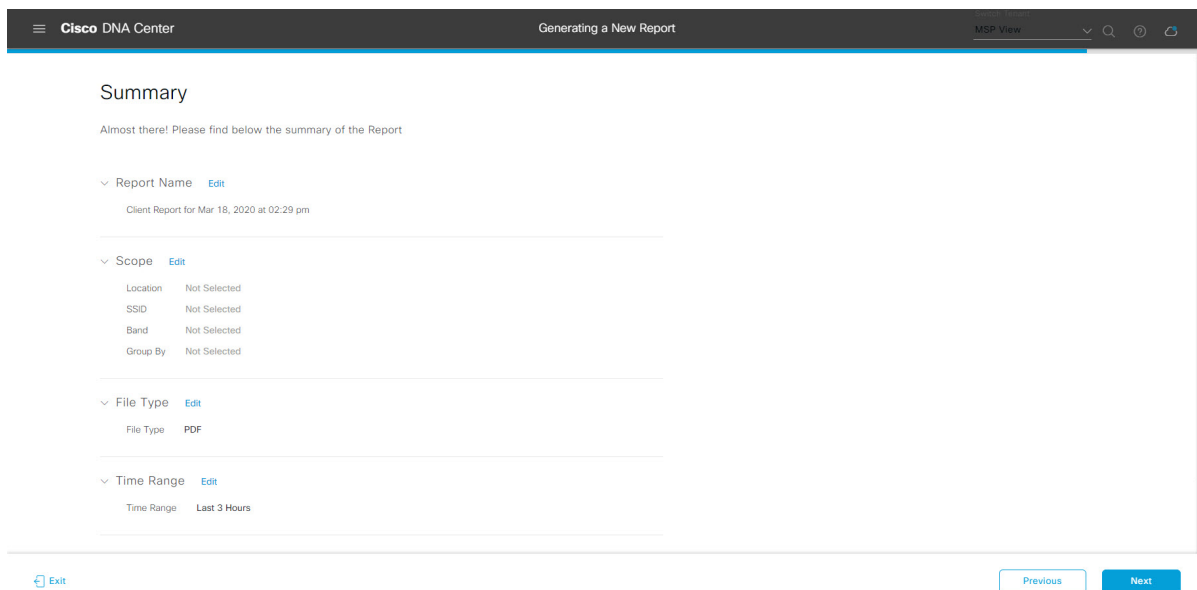 Cisco DNA Center
Generating a New Report
MSP View
Summary
Almost there! Please find below the summary of the Report
Report Name Edit
Client Report for Mar 18, 2020 at 02:29 pm
Scope Edit
Location Not Selected
SSID Not Selected
Band Not Selected
Group By Not Selected
File Type Edit
File Type PDF
Time Range Edit
Time Range Last 3 Hours
Exit
Previous
Next